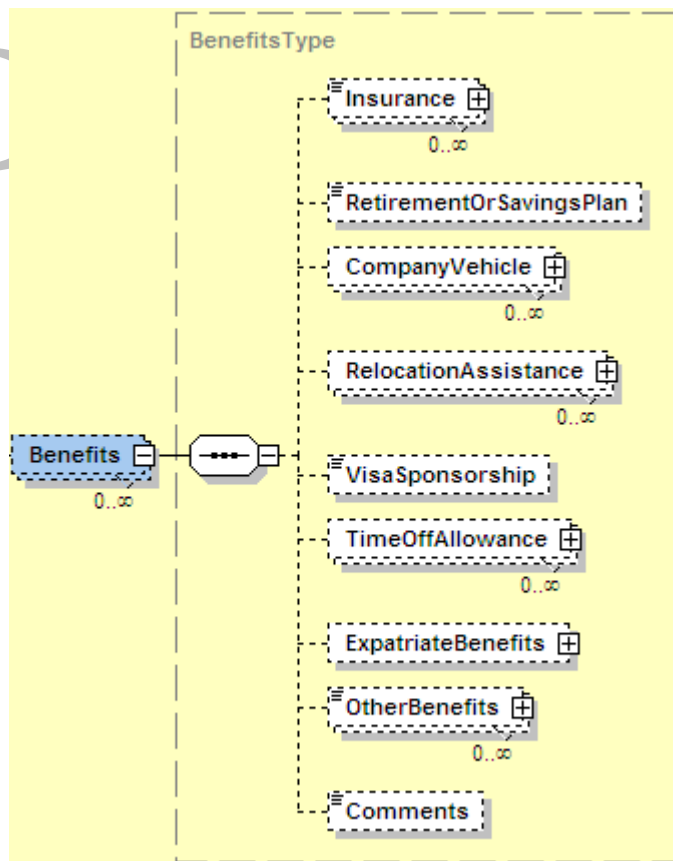 BenefitsType
Insurance
0..∞
RetirementOrSavingsPlan
CompanyVehicle
0..∞
RelocationAssistance
0..∞
Benefits
0..∞
VisaSponsorship
TimeOffAllowance
0..∞
ExpatriateBenefits
OtherBenefits
0..∞
Comments